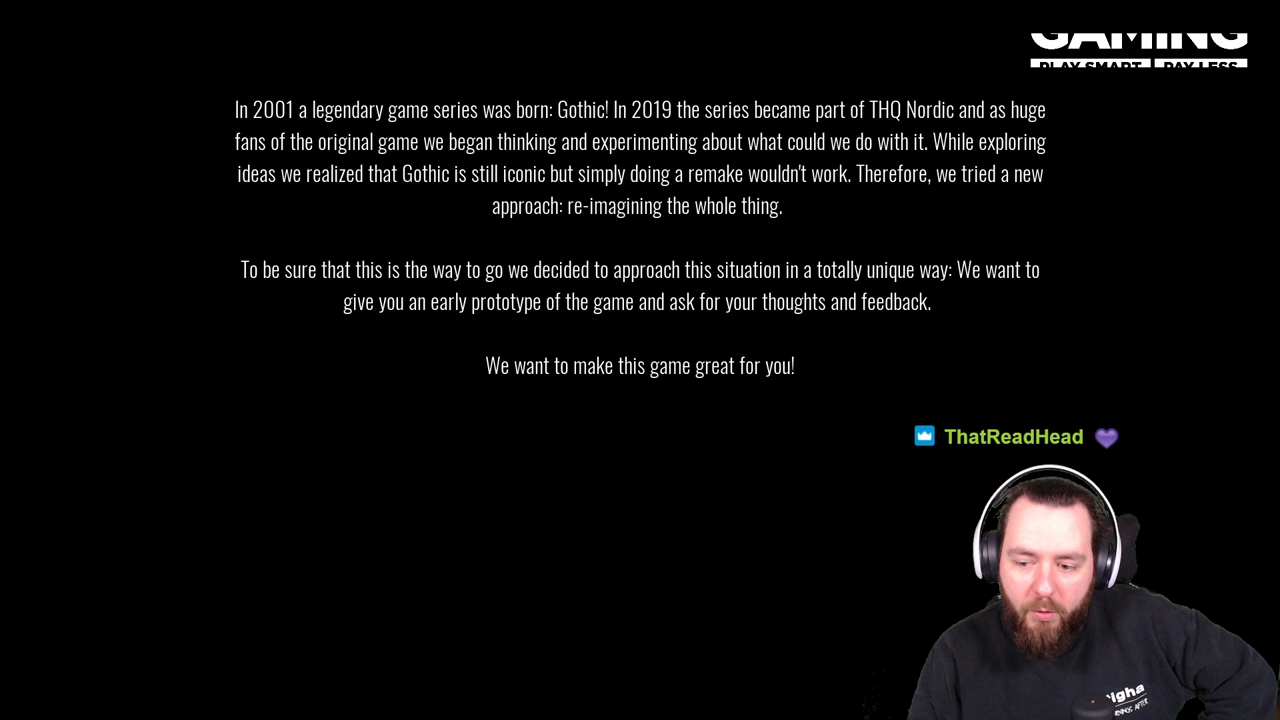 GAMING
PLAY SMART PAY LESS
In 2001 a legendary game series was born: Gothic! In 2019 the series became part of THQ Nordic and as huge
fans of the original game we began thinking and experimenting about what could we do with it. While exploring
ideas we realized that Gothic is still iconic but simply doing a remake wouldn't work. Therefore, we tried a new
approach: re-imagining the whole thing.
To be sure that this is the way to go we decided to approach this situation in a totally unique way: We want to
give you an early prototype of the game and ask for your thoughts and feedback.
We want to make this game great for you!
ThatReadHead